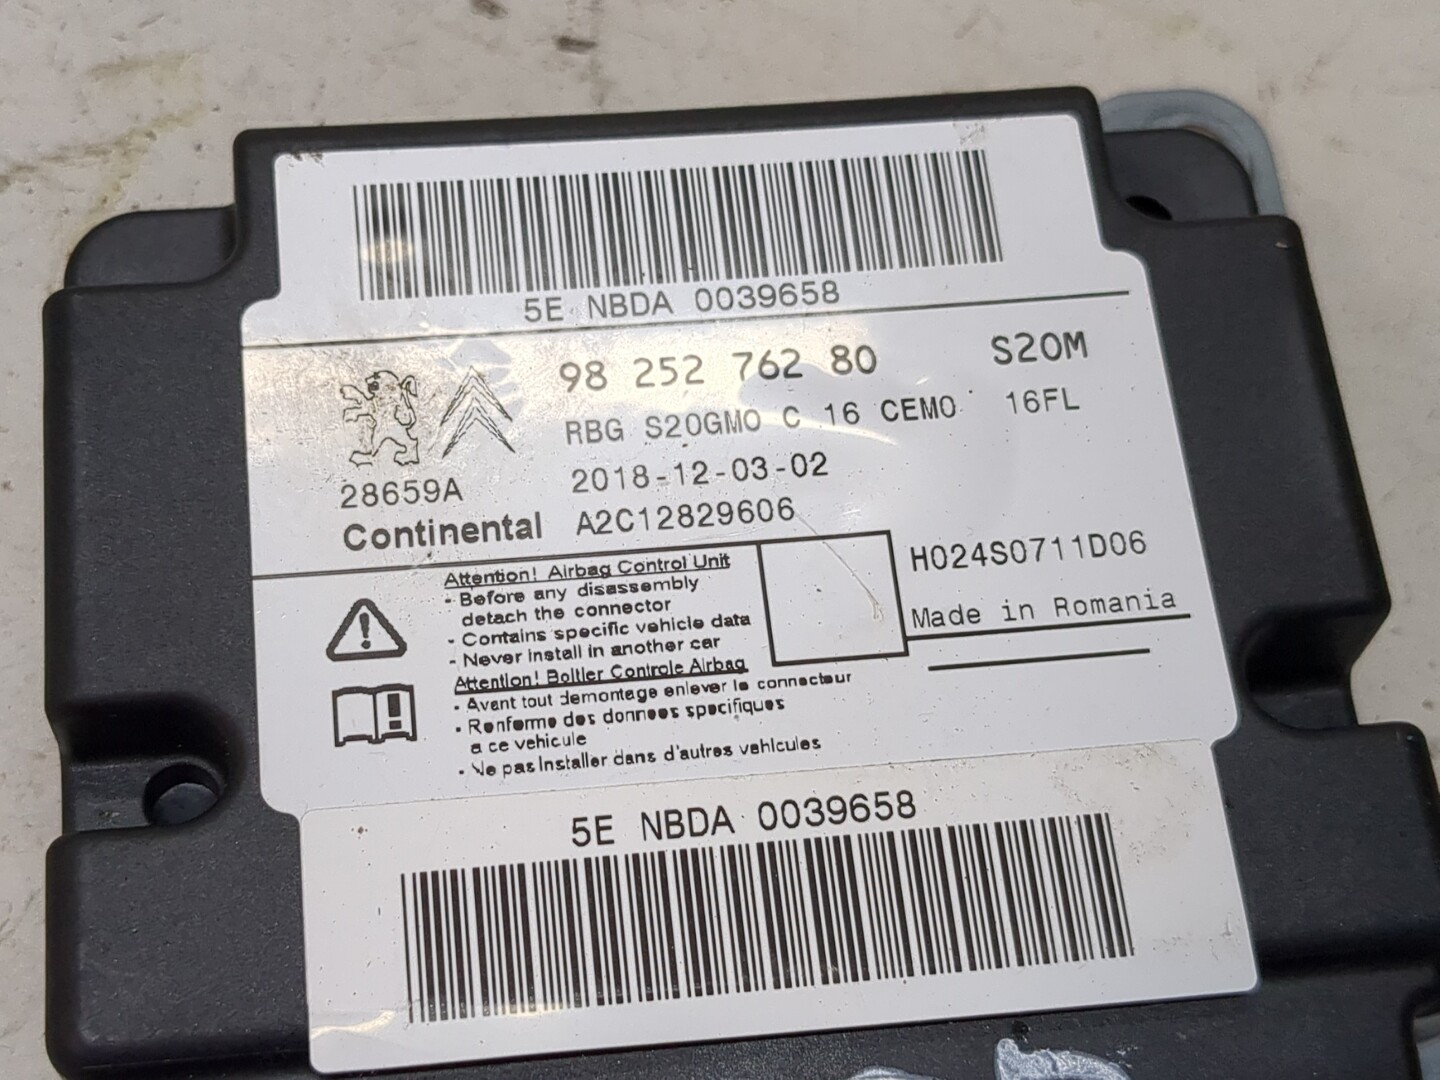 5E NBDA 0039658
98 252 762 80 S20M
RBG S20GMO C 16 CEMO 16FL
28659A 2018-12-03-02
Continental A2C12829606
Attention! Airbag Control Unit
- Before any disassembly
detach the connector
- Contains specific vehicle data
- Never install in another car
H024S0711D06
Made in Romania
Attention! Boitier Controle Airbag
- Avant tout demontage enlever le connecteur
- Renferme des donnees specifiques
a ce vehicule
- Ne pas installer dans d'autres vehicules
5E NBDA 0039658